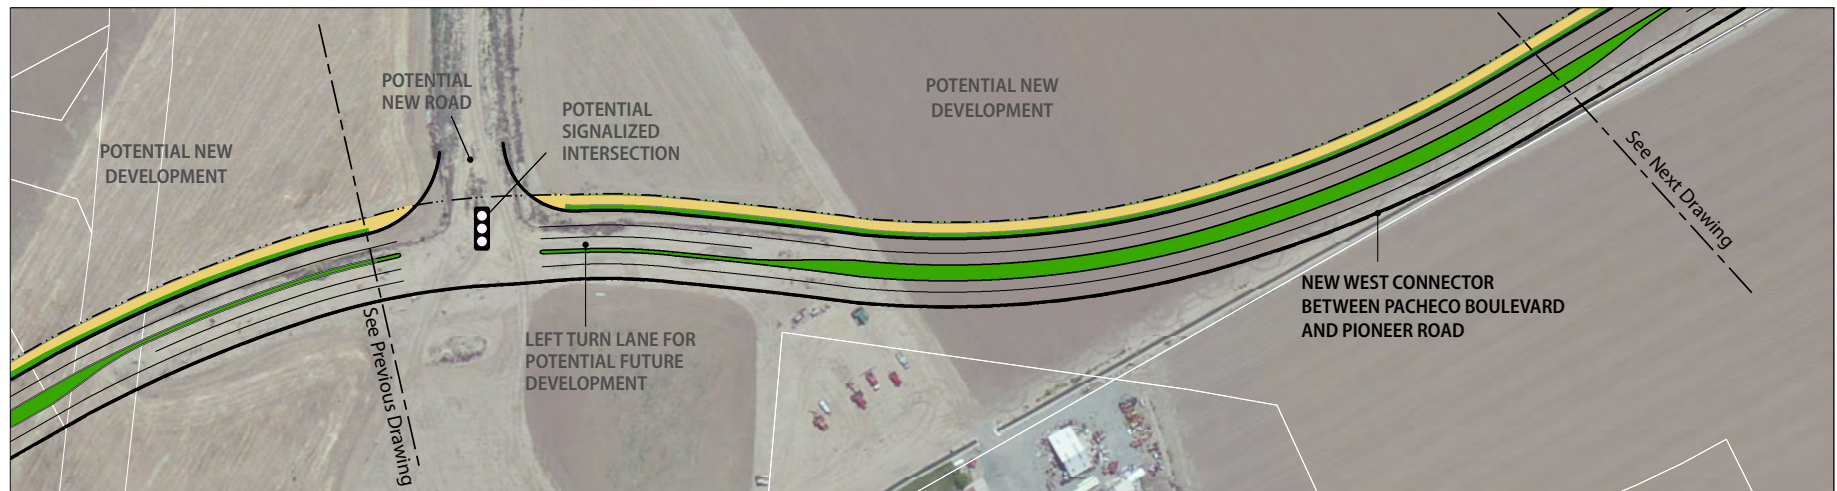 POTENTIAL
NEW ROAD
POTENTIAL
SIGNALIZED
INTERSECTION
POTENTIAL NEW
DEVELOPMENT
POTENTIAL NEW
DEVELOPMENT
See Previous Drawing
LEFT TURN LANE FOR
POTENTIAL FUTURE
DEVELOPMENT
NEW WEST CONNECTOR
BETWEEN PACHECO BOULEVARD
AND PIONEER ROAD
See Next Drawing